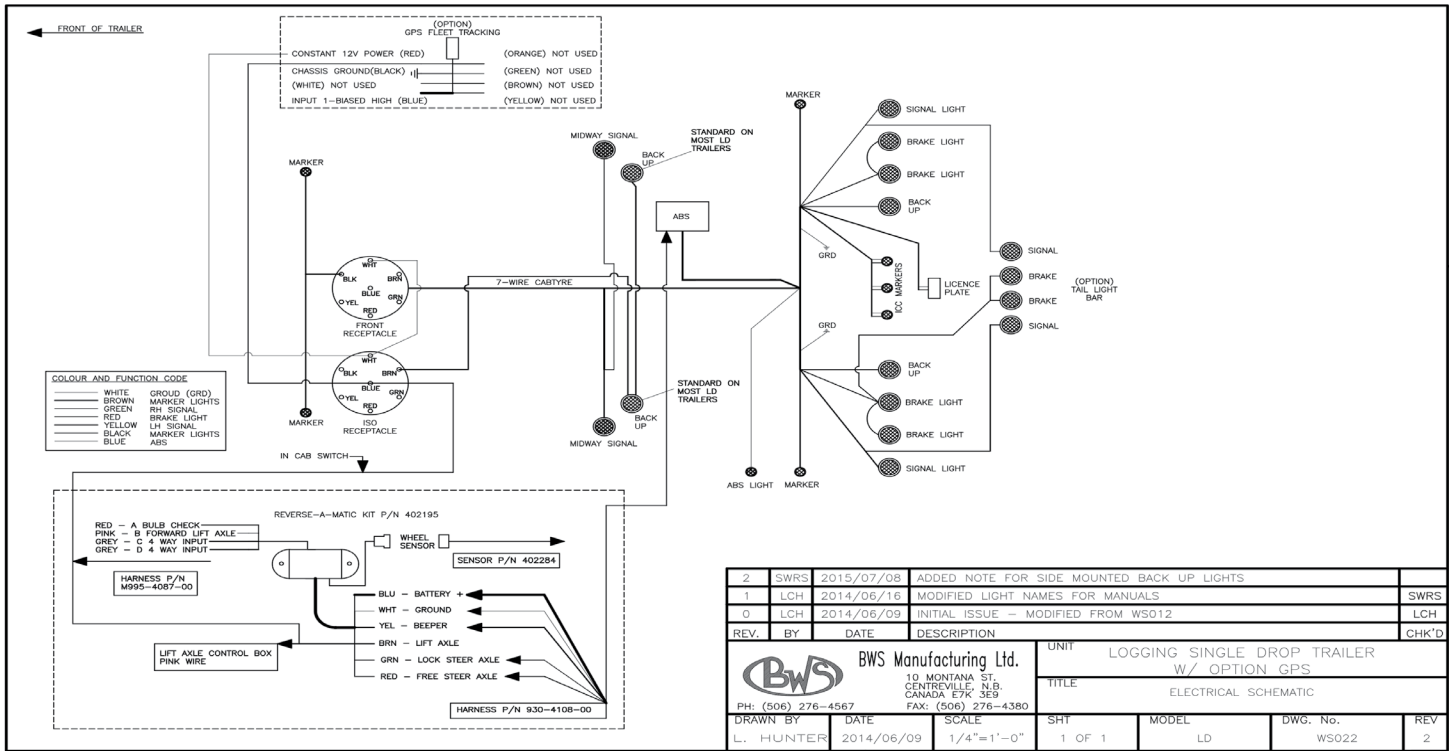 FRONT OF TRAILER
(OPTION)
GPS FLEET TRACKING
CONSTANT 12V POWER (RED)
(ORANGE) NOT USED
CHASSIS GROUND(BLACK)
(GREEN) NOT USED
(WHITE) NOT USED
(BROWN) NOT USED
INPUT 1-BIASED HIGH (BLUE)
(YELLOW) NOT USED
MARKER
WHT
BLK
BRN
BLUE
YEL
GRN
RED
FRONT
RECEPTACLE
WHT
BLK
BRN
BLUE
YEL
GRN
RED
ISO
RECEPTACLE
MARKER
7-WIRE CABTYRE
MIDWAY SIGNAL
BACK
UP
STANDARD ON
MOST LD
TRAILERS
ABS
STANDARD ON
MOST LD
TRAILERS
BACK
UP
MIDWAY SIGNAL
MARKER
SIGNAL LIGHT
BRAKE LIGHT
BRAKE LIGHT
BACK
UP
GRD
ICC MARKERS
LICENCE
PLATE
SIGNAL
BRAKE
BRAKE
SIGNAL
(OPTION)
TAIL LIGHT
BAR
GRD
BACK
UP
BRAKE LIGHT
BRAKE LIGHT
SIGNAL LIGHT
ABS LIGHT
MARKER
COLOUR AND FUNCTION CODE
WHITE GROUD (GRD)
BROWN MARKER LIGHTS
GREEN RH SIGNAL
RED BRAKE LIGHT
YELLOW LH SIGNAL
BLACK MARKER LIGHTS
BLUE ABS
IN CAB SWITCH
REVERSE-A-MATIC KIT P/N 402195
RED - A BULB CHECK
PINK - B FORWARD LIFT AXLE
GREY - C 4 WAY INPUT
GREY - D 4 WAY INPUT
WHEEL
SENSOR
SENSOR P/N 402284
HARNESS P/N
M995-4087-00
BLU - BATTERY +
WHT - GROUND
YEL - BEEPER
BRN - LIFT AXLE
GRN - LOCK STEER AXLE
RED - FREE STEER AXLE
LIFT AXLE CONTROL BOX
PINK WIRE
HARNESS P/N 930-4108-00
2 SWRS 2015/07/08 ADDED NOTE FOR SIDE MOUNTED BACK UP LIGHTS
1 LCH 2014/06/16 MODIFIED LIGHT NAMES FOR MANUALS SWRS
0 LCH 2014/06/09 INITIAL ISSUE - MODIFIED FROM WS012 LCH
REV. BY DATE DESCRIPTION CHK'D
BWS
BWS Manufacturing Ltd.
10 MONTANA ST.
CENTREVILLE, N.B.
CANADA E7K 3E9
PH: (506) 276-4567 FAX: (506) 276-4380
UNIT LOGGING SINGLE DROP TRAILER
W/ OPTION GPS
TITLE
ELECTRICAL SCHEMATIC
DRAWN BY DATE SCALE SHT MODEL DWG. No. REV
L. HUNTER 2014/06/09 1/4"=1'-0" 1 OF 1 LD WS022 2